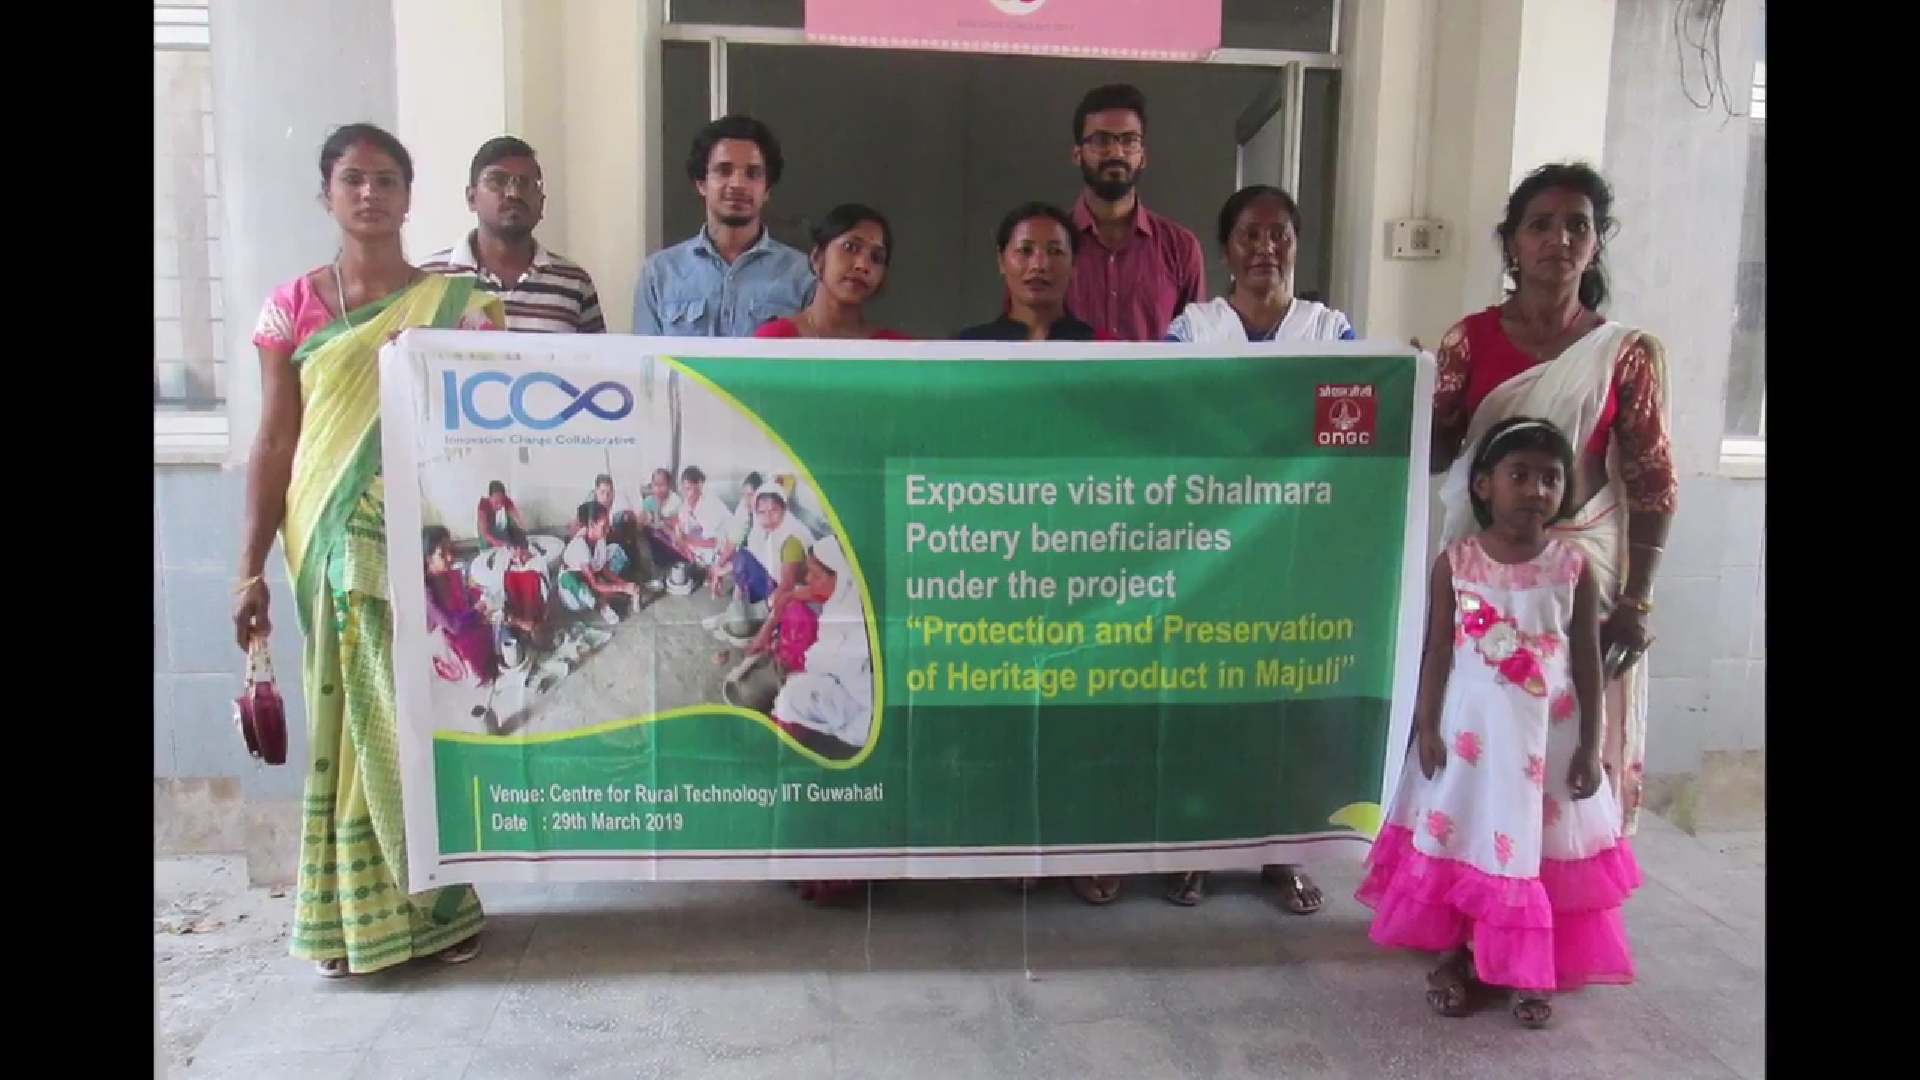 ICC
Innovative Change Collaborative
ओएनजीसी
ONGC
Exposure visit of Shalmara
Pottery beneficiaries
under the project
“Protection and Preservation
of Heritage product in Majuli”
Venue: Centre for Rural Technology IIT Guwahati
Date : 29th March 2019